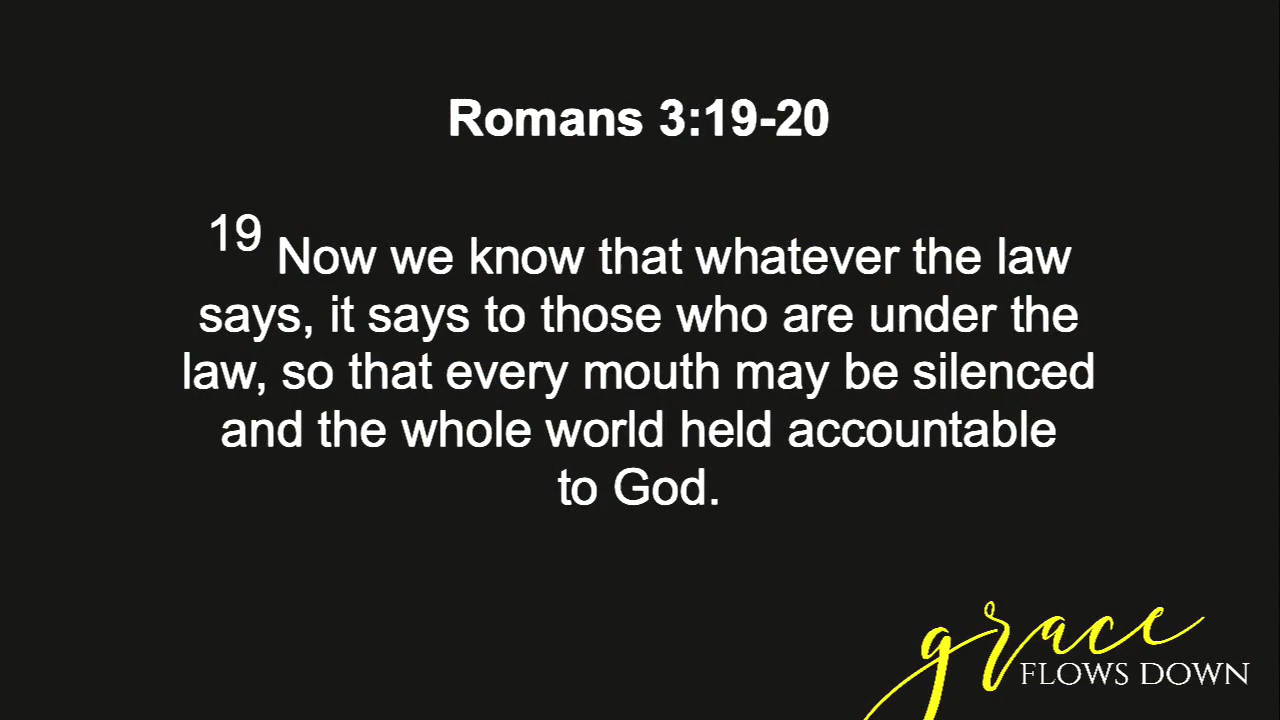 Romans 3:19-20
19 Now we know that whatever the law
says, it says to those who are under the
law, so that every mouth may be silenced
and the whole world held accountable
to God.
grace
FLOWS DOWN